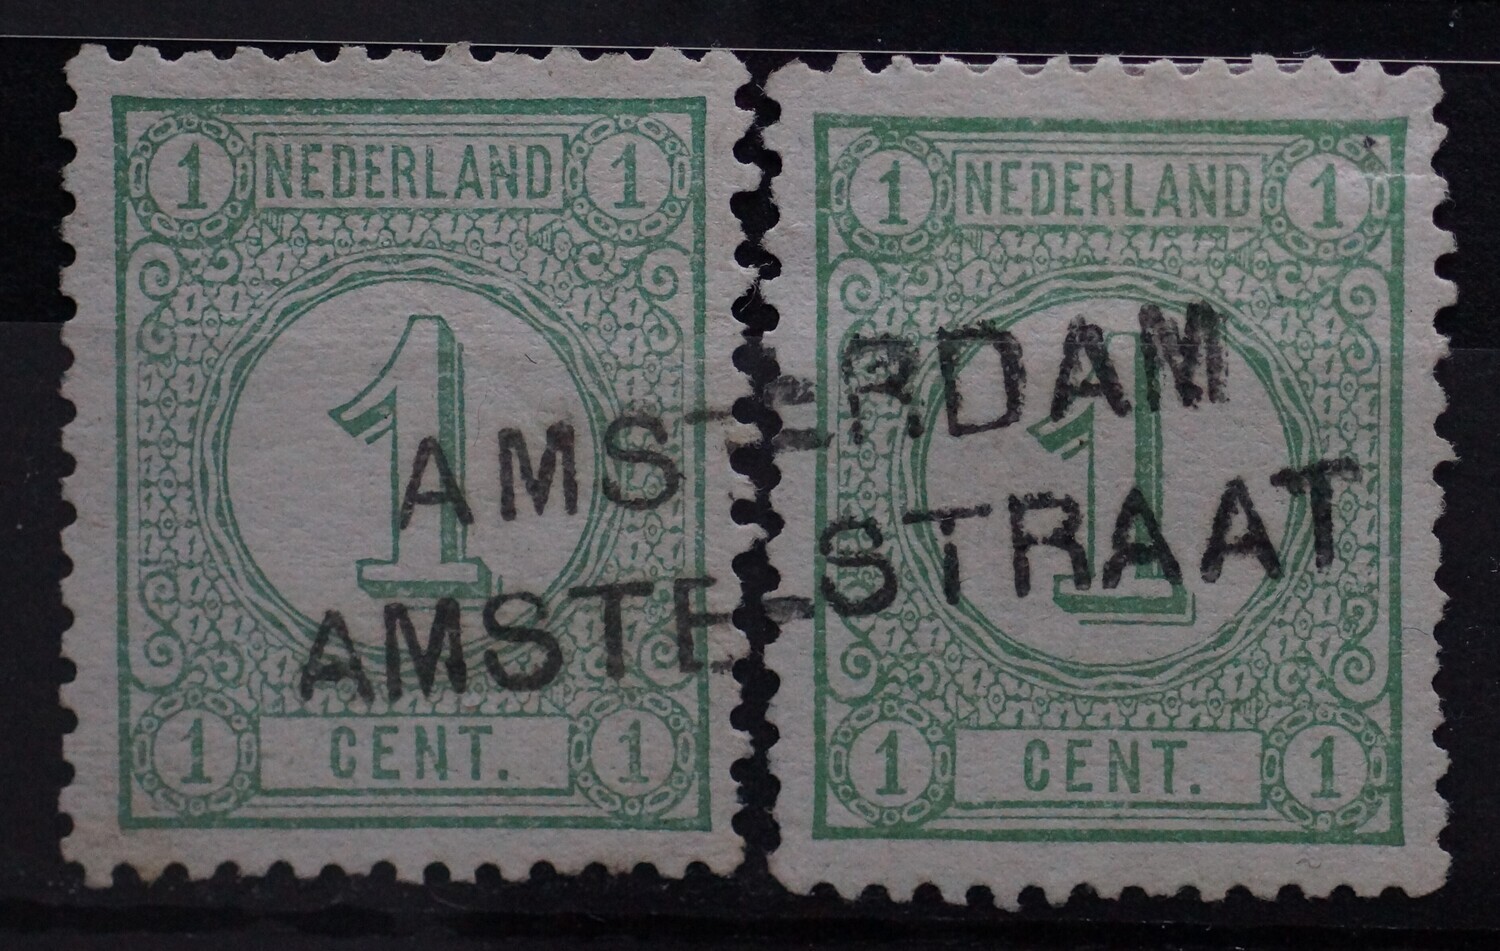 1 NEDERLAND 1
1
1 CENT. 1
1 NEDERLAND 1
1
1 CENT. 1
AMSTERDAM
AMSTELSTRAAT